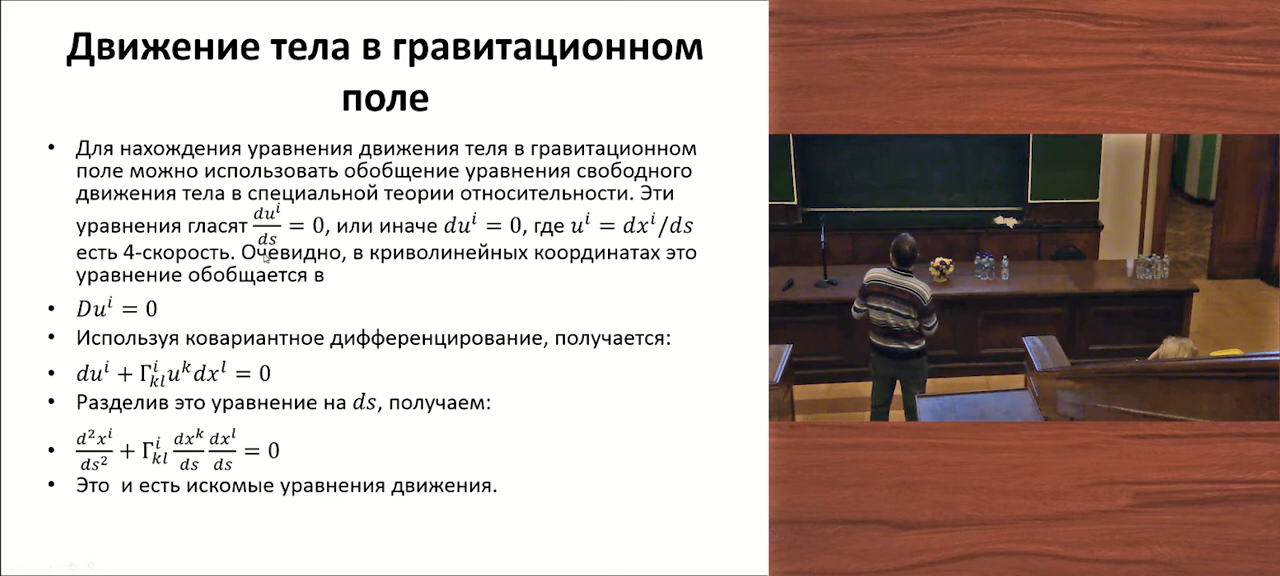 Движение тела в гравитационном
поле
• Для нахождения уравнения движения теля в гравитационном
поле можно использовать обобщение уравнения свободного
движения тела в специальной теории относительности. Эти
уравнения гласят du^i/ds = 0, или иначе du^i = 0, где u^i = dx^i/ds
есть 4-скорость. Очевидно, в криволинейных координатах это
уравнение обобщается в
• Du^i = 0
• Используя ковариантное дифференцирование, получается:
• du^i + Γ^i_{kl}u^k dx^l = 0
• Разделив это уравнение на ds, получаем:
• d^2x^i/ds^2 + Γ^i_{kl} dx^k/ds dx^l/ds = 0
• Это и есть искомые уравнения движения.